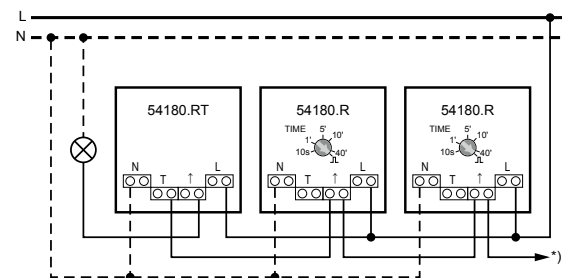 L
N
54180.RT
N T ↑ L
54180.R
TIME 5'
1' 10'
10s 40'
N T ↑ L
54180.R
TIME 5'
1' 10'
10s 40'
N T ↑ L
*)